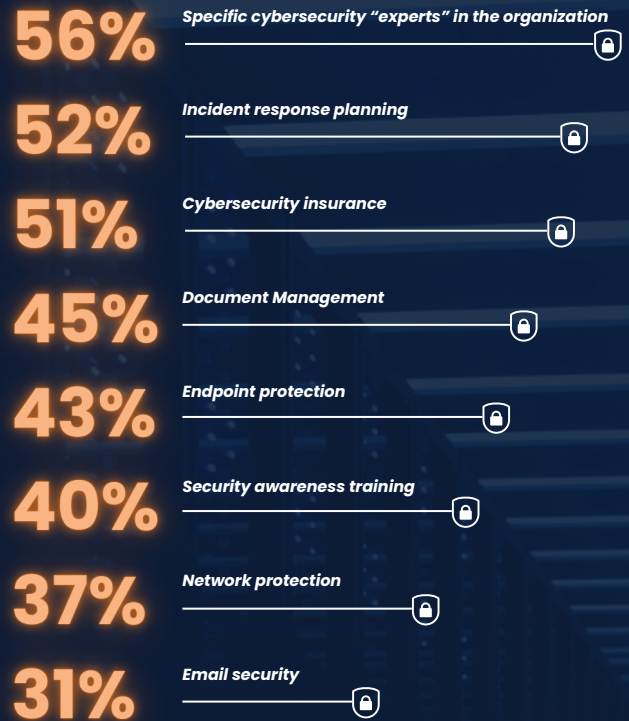 56%
Specific cybersecurity “experts” in the organization
52%
Incident response planning
51%
Cybersecurity insurance
45%
Document Management
43%
Endpoint protection
40%
Security awareness training
37%
Network protection
31%
Email security